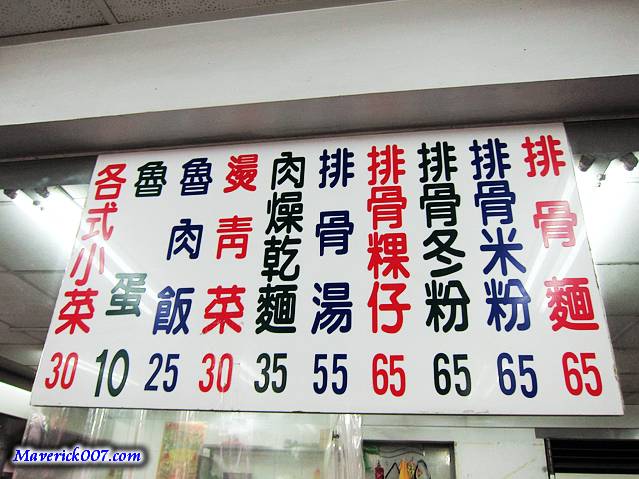 排骨麵 65
排骨米粉 65
排骨冬粉 65
排骨粿仔 65
排骨湯 55
肉燥乾麵 35
燙青菜 30
魯肉飯 25
魯蛋 10
各式小菜 30
Maverick007.com